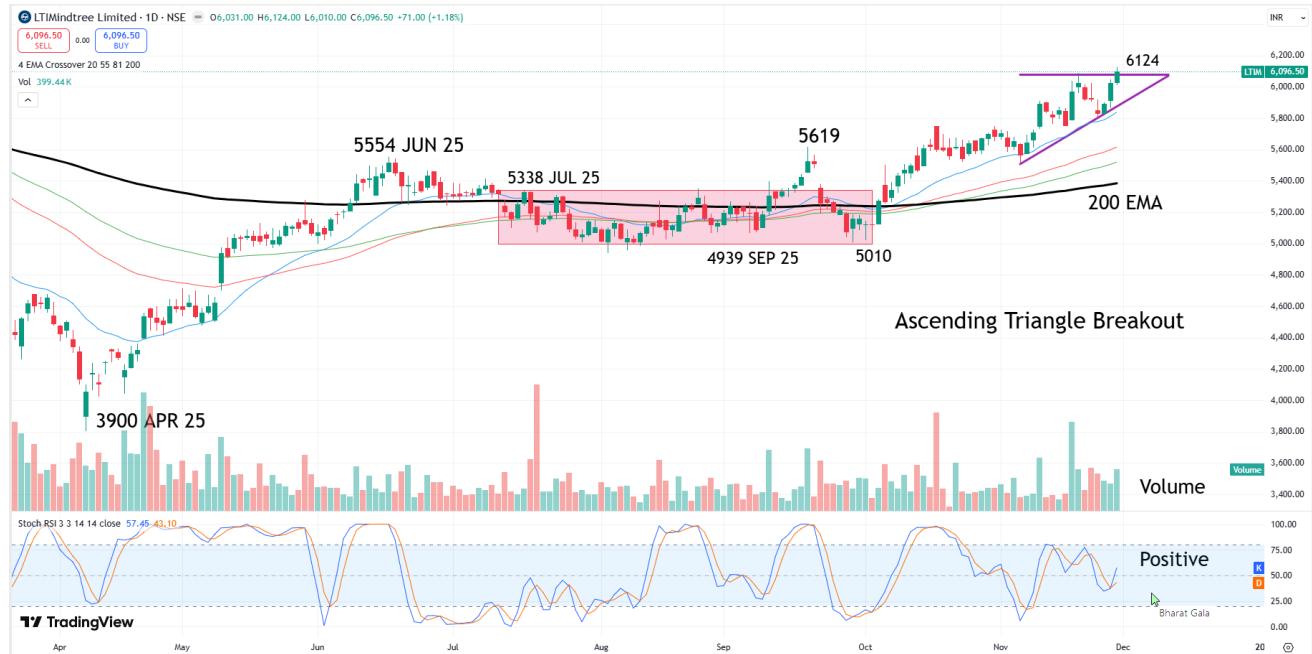 LTIMindtree Limited · 1D · NSE O6,031.00 H6,124.00 L6,010.00 C6,096.50 +71.00 (+1.18%)
INR
6,096.50 SELL 0.00 6,096.50 BUY
4 EMA Crossover 20 55 81 200
Vol 399.44K
6124
6,200.00
LTIM 6,096.50
6,000.00
5,800.00
5554 JUN 25
5619
5,600.00
5338 JUL 25
5,400.00
200 EMA
5,200.00
4939 SEP 25
5010
5,000.00
4,800.00
4,600.00
Ascending Triangle Breakout
4,400.00
4,200.00
4,000.00
3900 APR 25
3,800.00
3,600.00
Volume
Volume
3,400.00
Stoch RSI 3 3 14 14 close 57.45 43.10
100.00
Positive
75.00
K
50.00
D
25.00
Bharat Gala
0.00
TradingView
Apr May Jun Jul Aug Sep Oct Nov Dec 20